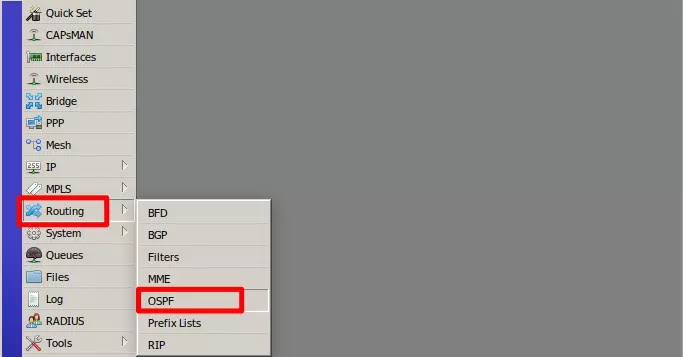 Quick Set
CAPsMAN
Interfaces
Wireless
Bridge
PPP
Mesh
255
IP
MPLS
Routing
System
Queues
Files
Log
RADIUS
Tools
BFD
BGP
Filters
MME
OSPF
Prefix Lists
RIP